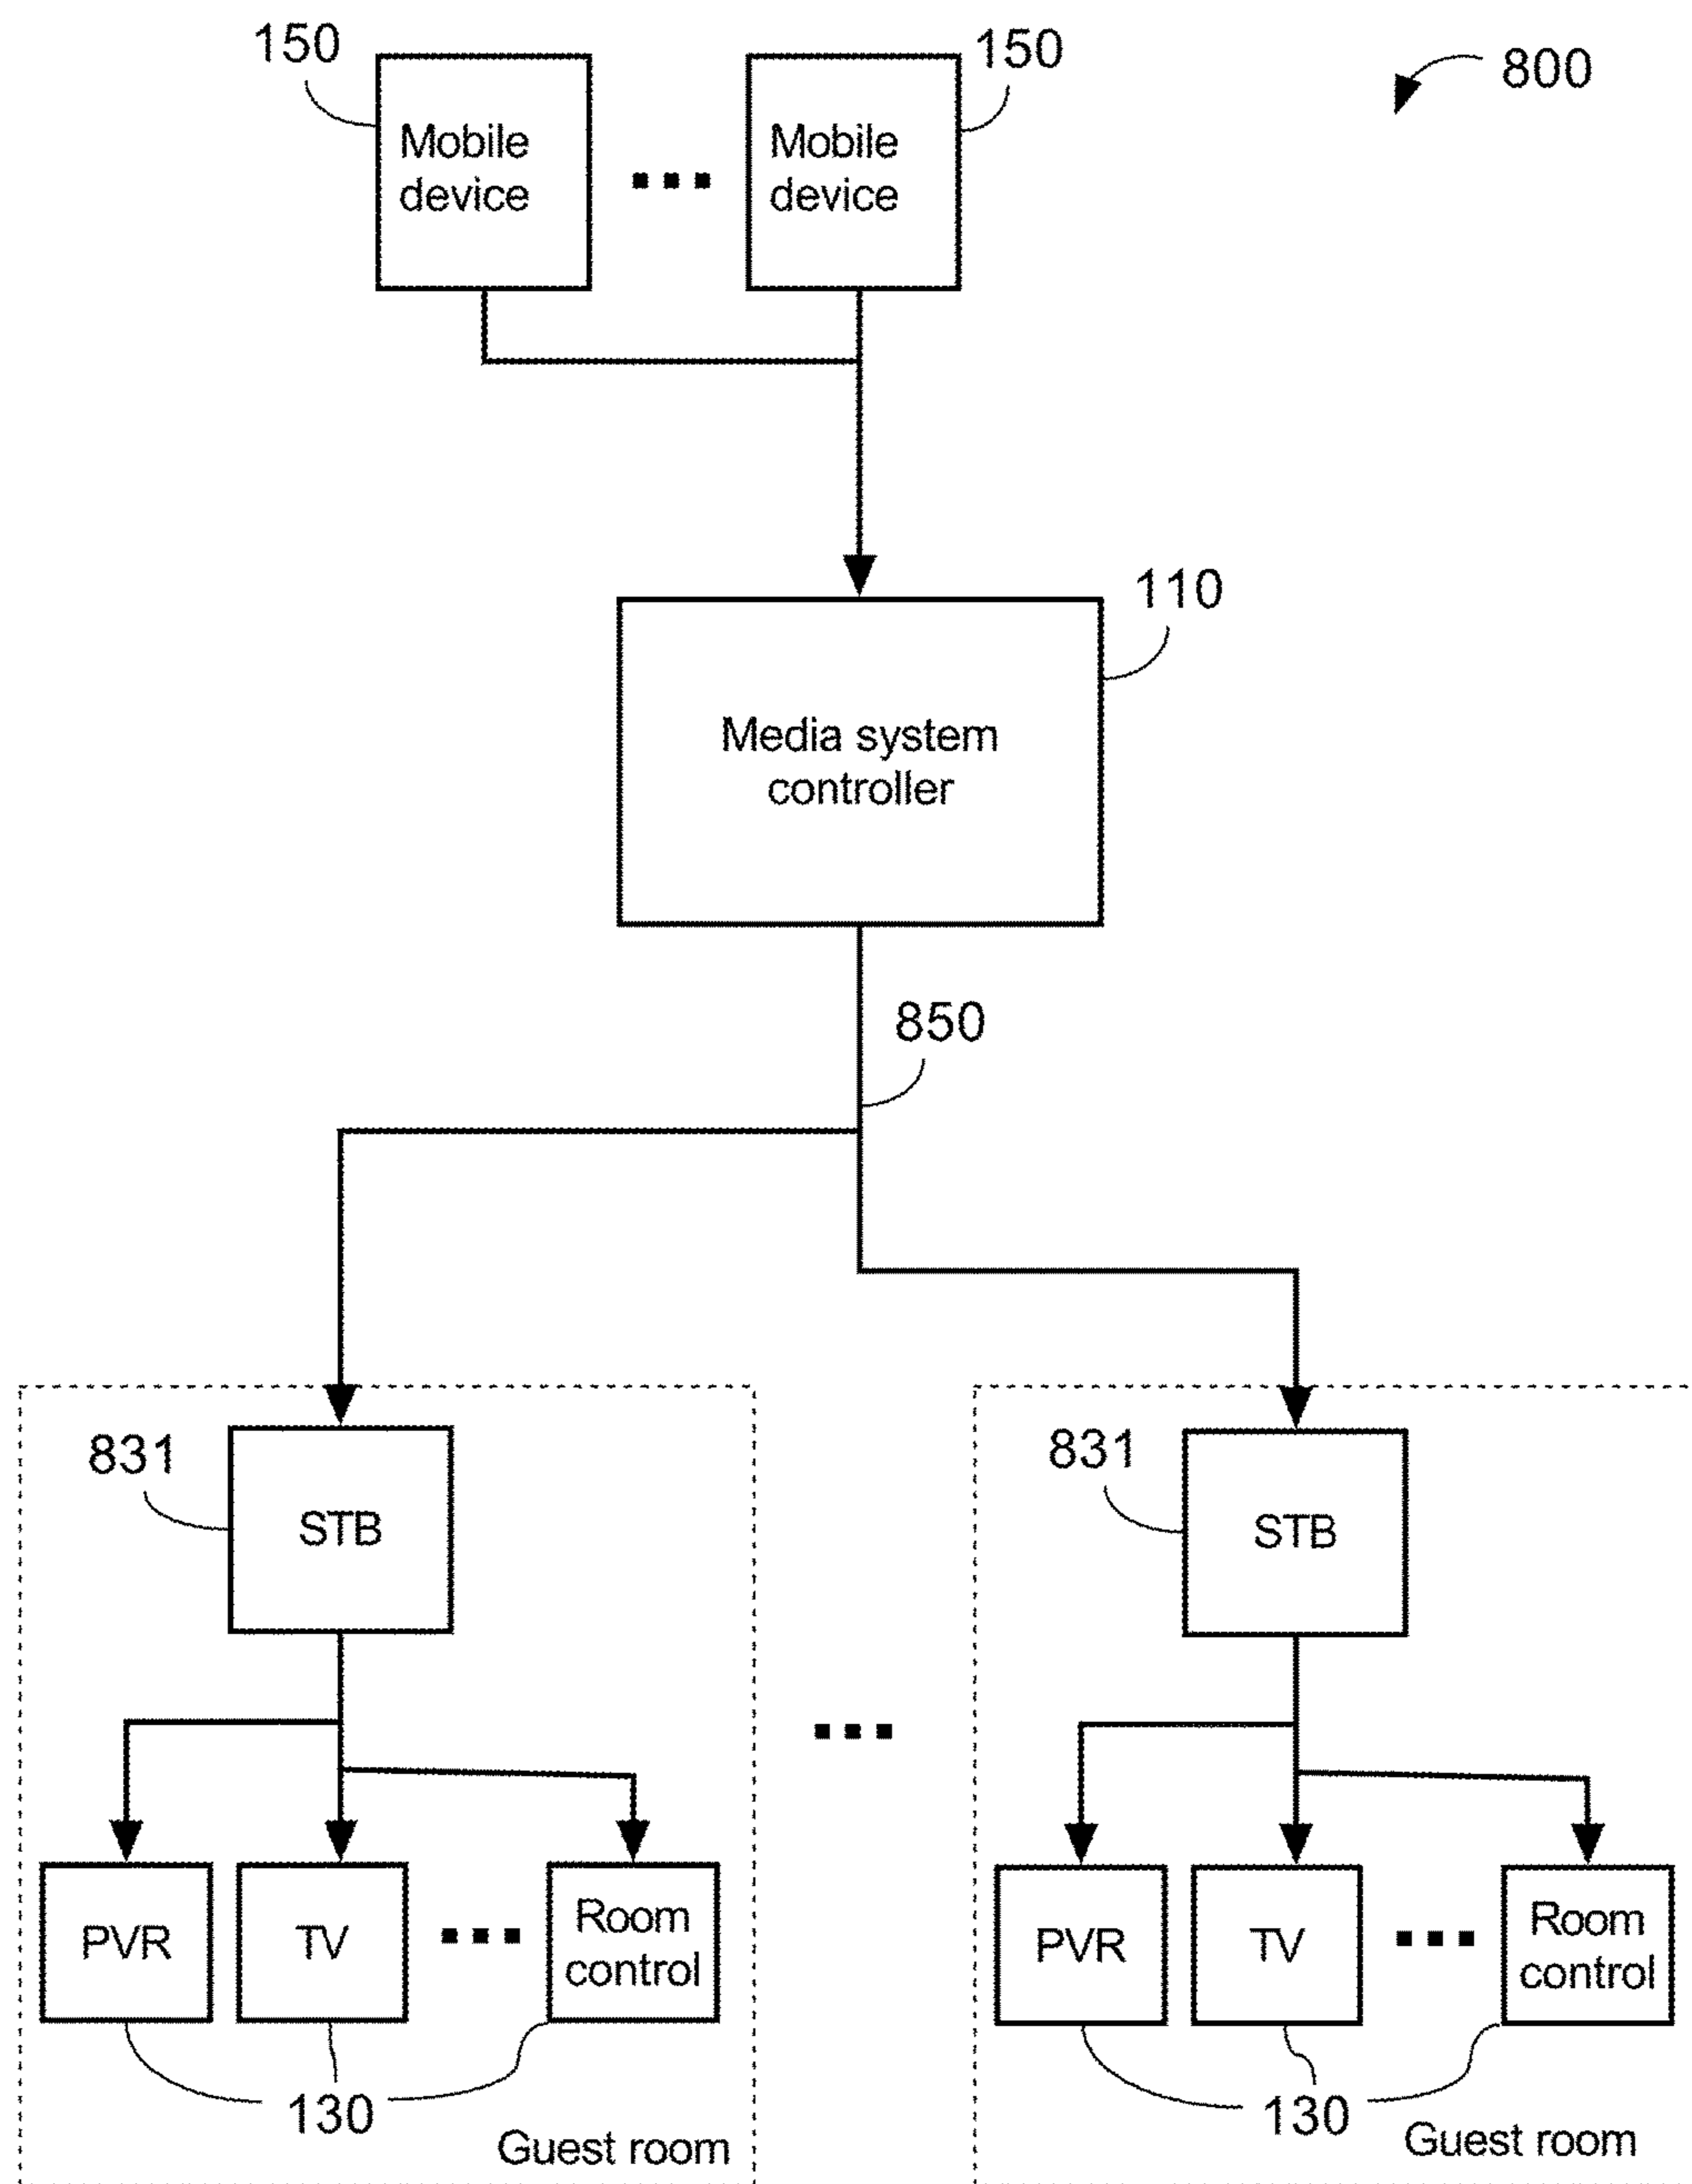 150
150
800
Mobile
device
Mobile
device
110
Media system
controller
850
831
STB
831
STB
PVR
TV
Room
control
PVR
TV
Room
control
130
130
Guest room
Guest room